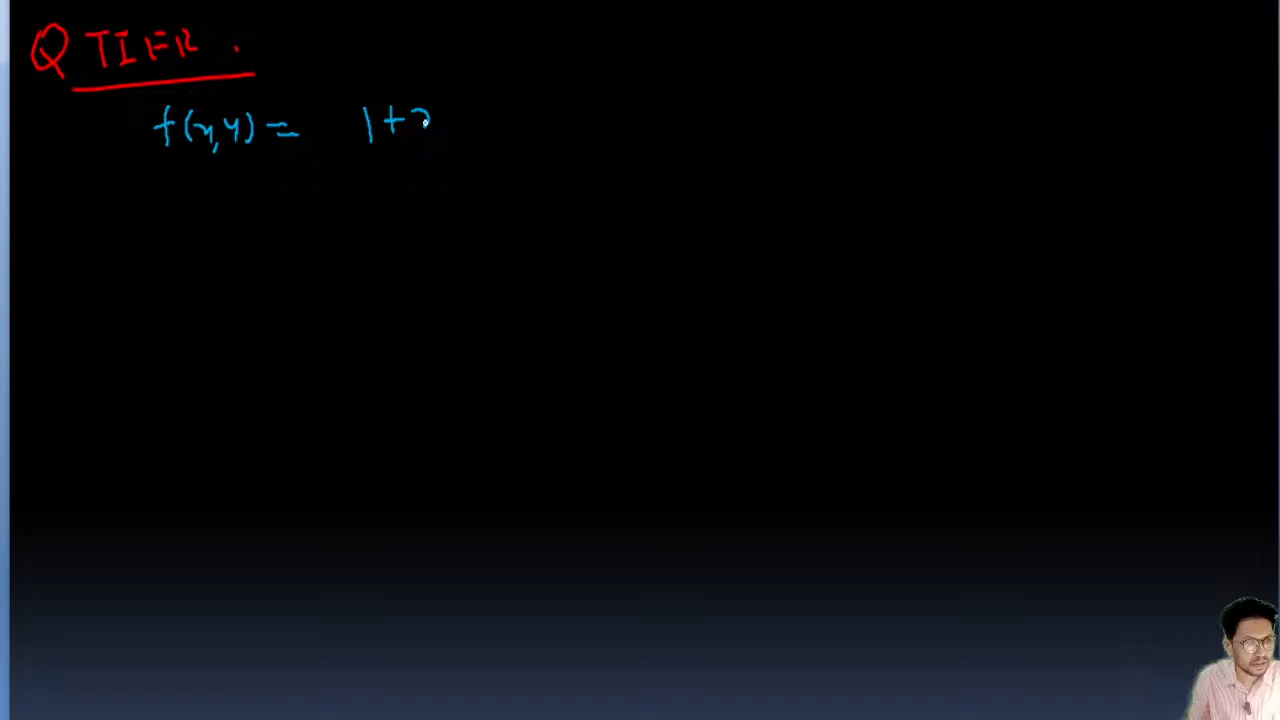 Q TIFR.
f(x,y) = 1+